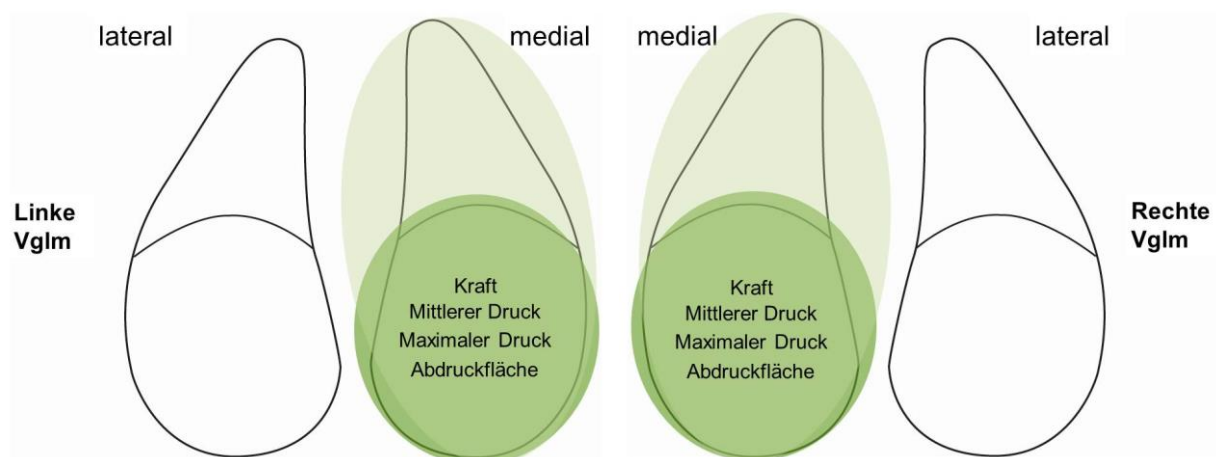 lateral
medial
medial
lateral
Linke
Vglm
Kraft
Mittlerer Druck
Maximaler Druck
Abdruckfläche
Kraft
Mittlerer Druck
Maximaler Druck
Abdruckfläche
Rechte
Vglm